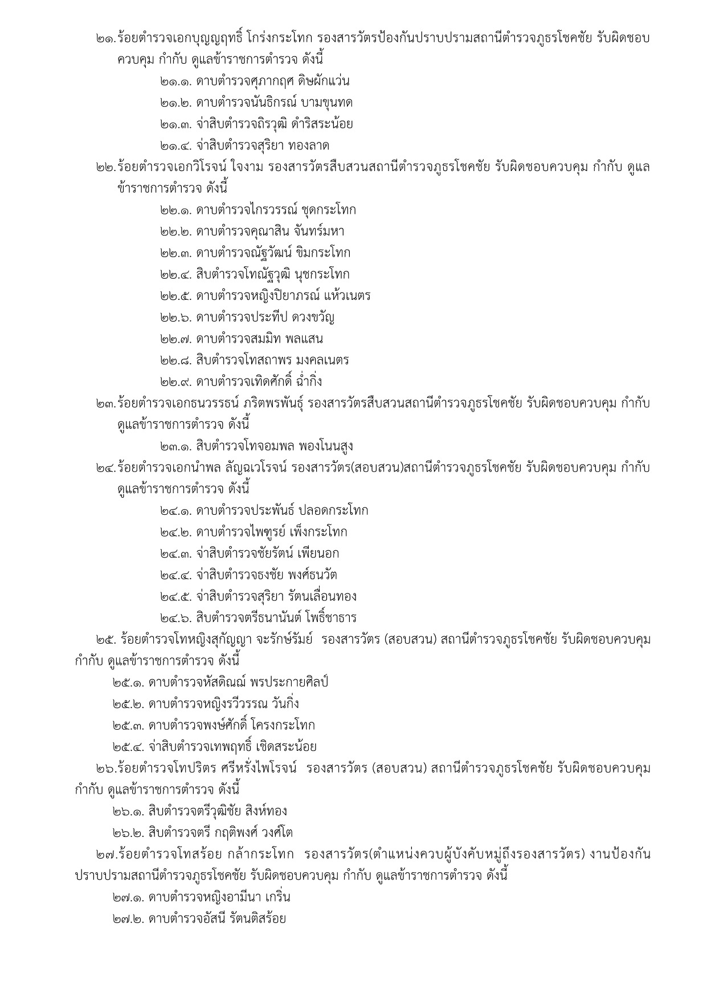 ๒๑.ร้อยตำรวจเอกบุญญฤทธิ์ โกร่งกระโทก รองสารวัตรป้องกันปราบปรามสถานีตำรวจภูธรโชคชัย รับผิดชอบ
ควบคุม กำกับ ดูแลข้าราชการตำรวจ ดังนี้
๒๑.๑. ดาบตำรวจศุภากฤศ ดิษผักแว่น
๒๑.๒. ดาบตำรวจนันธิกรณ์ บามขุนทด
๒๑.๓. จ่าสิบตำรวจถิรวุฒิ ดำริสระน้อย
๒๑.๔. จ่าสิบตำรวจสุริยา ทองลาด
๒๒.ร้อยตำรวจเอกวิโรจน์ ใจงาม รองสารวัตรสืบสวนสถานีตำรวจภูธรโชคชัย รับผิดชอบควบคุม กำกับ ดูแล
ข้าราชการตำรวจ ดังนี้
๒๒.๑. ดาบตำรวจไกรวรรณ์ ชุดกระโทก
๒๒.๒. ดาบตำรวจคุณาสิน จันทร์มหา
๒๒.๓. ดาบตำรวจณัฐวัฒน์ ขิมกระโทก
๒๒.๔. สิบตำรวจโทณัฐวุฒิ นุชกระโทก
๒๒.๕. ดาบตำรวจหญิงปิยาภรณ์ แห้วเนตร
๒๒.๖. ดาบตำรวจประทีป ดวงขวัญ
๒๒.๗. ดาบตำรวจสมมิท พลแสน
๒๒.๘. สิบตำรวจโทสถาพร มงคลเนตร
๒๒.๙. ดาบตำรวจเทิดศักดิ์ ฉ่ำกิ่ง
๒๓.ร้อยตำรวจเอกธนวรรธน์ ภริตพรพันธุ์ รองสารวัตรสืบสวนสถานีตำรวจภูธรโชคชัย รับผิดชอบควบคุม กำกับ
ดูแลข้าราชการตำรวจ ดังนี้
๒๓.๑. สิบตำรวจโทจอมพล พองโนนสูง
๒๔.ร้อยตำรวจเอกนำพล ลัญฉเวโรจน์ รองสารวัตร(สอบสวน)สถานีตำรวจภูธรโชคชัย รับผิดชอบควบคุม กำกับ
ดูแลข้าราชการตำรวจ ดังนี้
๒๔.๑. ดาบตำรวจประพันธ์ ปลอดกระโทก
๒๔.๒. ดาบตำรวจไพฑูรย์ เพ็งกระโทก
๒๔.๓. จ่าสิบตำรวจชัยรัตน์ เพียนอก
๒๔.๔. จ่าสิบตำรวจธงชัย พงศ์ธนวัต
๒๔.๕. จ่าสิบตำรวจสุริยา รัตนเลื่อนทอง
๒๔.๖. สิบตำรวจตรีธนานันต์ โพธิ์ชาธาร
๒๕. ร้อยตำรวจโทหญิงสุกัญญา จะรักษ์รัมย์ รองสารวัตร (สอบสวน) สถานีตำรวจภูธรโชคชัย รับผิดชอบควบคุม
กำกับ ดูแลข้าราชการตำรวจ ดังนี้
๒๕.๑. ดาบตำรวจหัสดิณณ์ พรประกายศิลป์
๒๕.๒. ดาบตำรวจหญิงรวีวรรณ วันกิ่ง
๒๕.๓. ดาบตำรวจพงษ์ศักดิ์ โครงกระโทก
๒๕.๔. จ่าสิบตำรวจเทพฤทธิ์ เชิดสระน้อย
๒๖.ร้อยตำรวจโทปริตร ศรีหรั่งไพโรจน์ รองสารวัตร (สอบสวน) สถานีตำรวจภูธรโชคชัย รับผิดชอบควบคุม
กำกับ ดูแลข้าราชการตำรวจ ดังนี้
๒๖.๑. สิบตำรวจตรีวุฒิชัย สิงห์ทอง
๒๖.๒. สิบตำรวจตรี กฤติพงศ์ วงศ์โต
๒๗.ร้อยตำรวจโทสร้อย กล้ากระโทก รองสารวัตร(ตำแหน่งควบผู้บังคับหมู่ถึงรองสารวัตร) งานป้องกัน
ปราบปรามสถานีตำรวจภูธรโชคชัย รับผิดชอบควบคุม กำกับ ดูแลข้าราชการตำรวจ ดังนี้
๒๗.๑. ดาบตำรวจหญิงอามีนา เกริ่น
๒๗.๒. ดาบตำรวจอัสนี รัตนติสร้อย